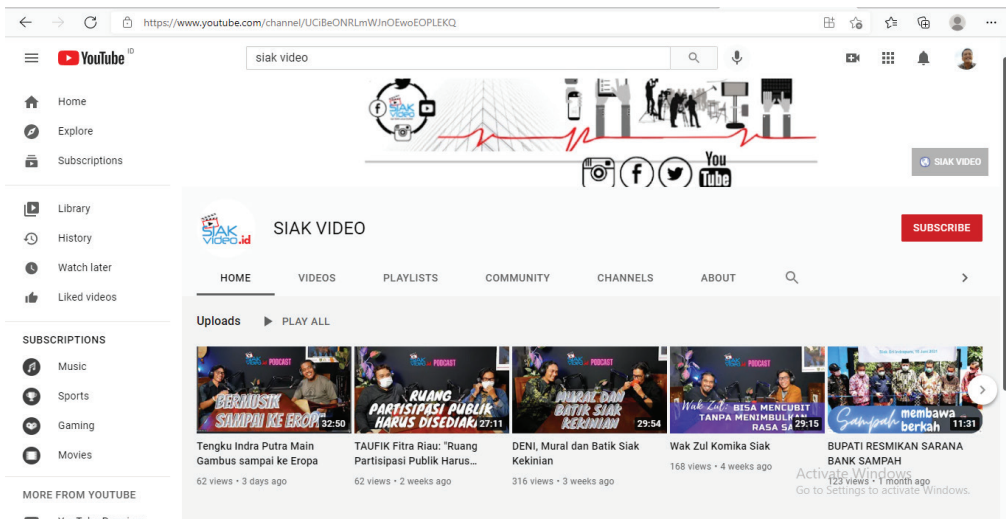 https://www.youtube.com/channel/UCiBeONRLmWJnOEwoEOPLEKQ
YouTube ID
siak video
Home
Explore
Subscriptions
Library
History
Watch later
Liked videos
SUBSCRIPTIONS
Music
Sports
Gaming
Movies
MORE FROM YOUTUBE
SIAK VIDEO
You Tube
SIAK VIDEO
SIAK video.id
SIAK VIDEO
SUBSCRIBE
HOME VIDEOS PLAYLISTS COMMUNITY CHANNELS ABOUT
Uploads PLAY ALL
PODCAST
BERMUSIK
SAMPAI KE EROPA
32:50
Tengku Indra Putra Main
Gambus sampai ke Eropa
62 views • 3 days ago
PODCAST
RUANG
PARTISIPASI PUBLIK
HARUS DISEDIAK
27:11
TAUFIK Fitra Riau: "Ruang
Partisipasi Publik Harus...
62 views • 2 weeks ago
PODCAST
MURAL DAN
BATIK SIAK
KEKINIAN
29:54
DENI, Mural dan Batik Siak
Kekinian
316 views • 3 weeks ago
PODCAST
Wak Zul: BISA MENCUBIT
TANPA MENIMBULKAN
RASA SA
29:15
Wak Zul Komika Siak
168 views • 4 weeks ago
Sampah membawa
berkah
11:31
BUPATI RESMIKAN SARANA
BANK SAMPAH
123 views • 1 month ago
Activate Windows
Go to Settings to activate Windows.